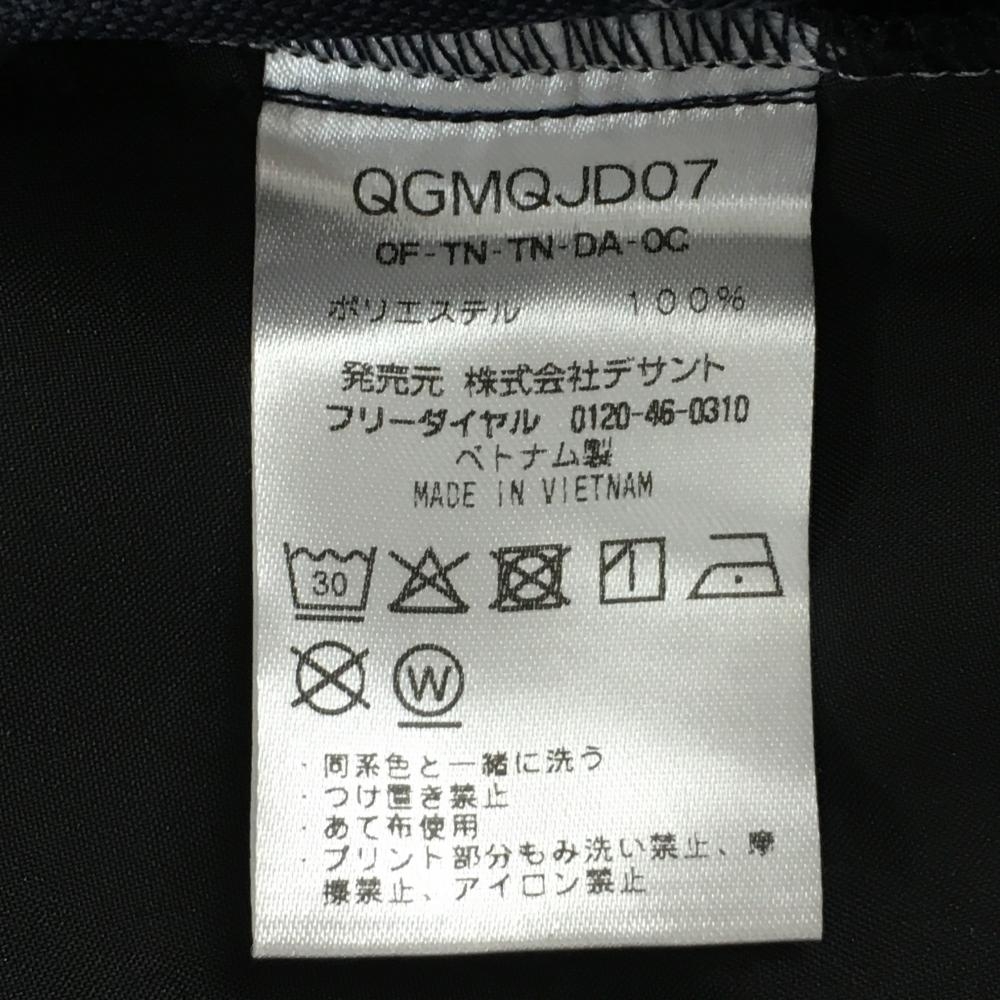 QGMQJD07
OF-TN-TN-DA-OC
ポリエステル 100%
発売元 株式会社デサント
フリーダイヤル 0120-46-0310
ベトナム製
MADE IN VIETNAM
30
W
・同系色と一緒に洗う
・つけ置き禁止
・あて布使用
・プリント部分もみ洗い禁止、摩
擦禁止、アイロン禁止